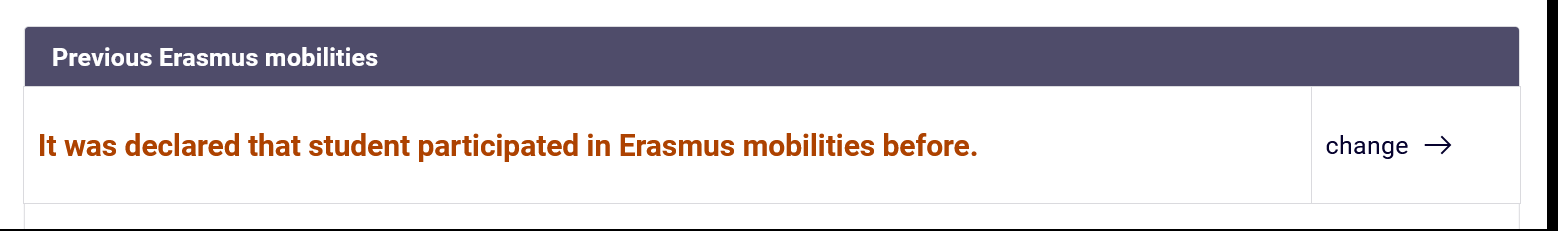 Previous Erasmus mobilities
It was declared that student participated in Erasmus mobilities before.
change →